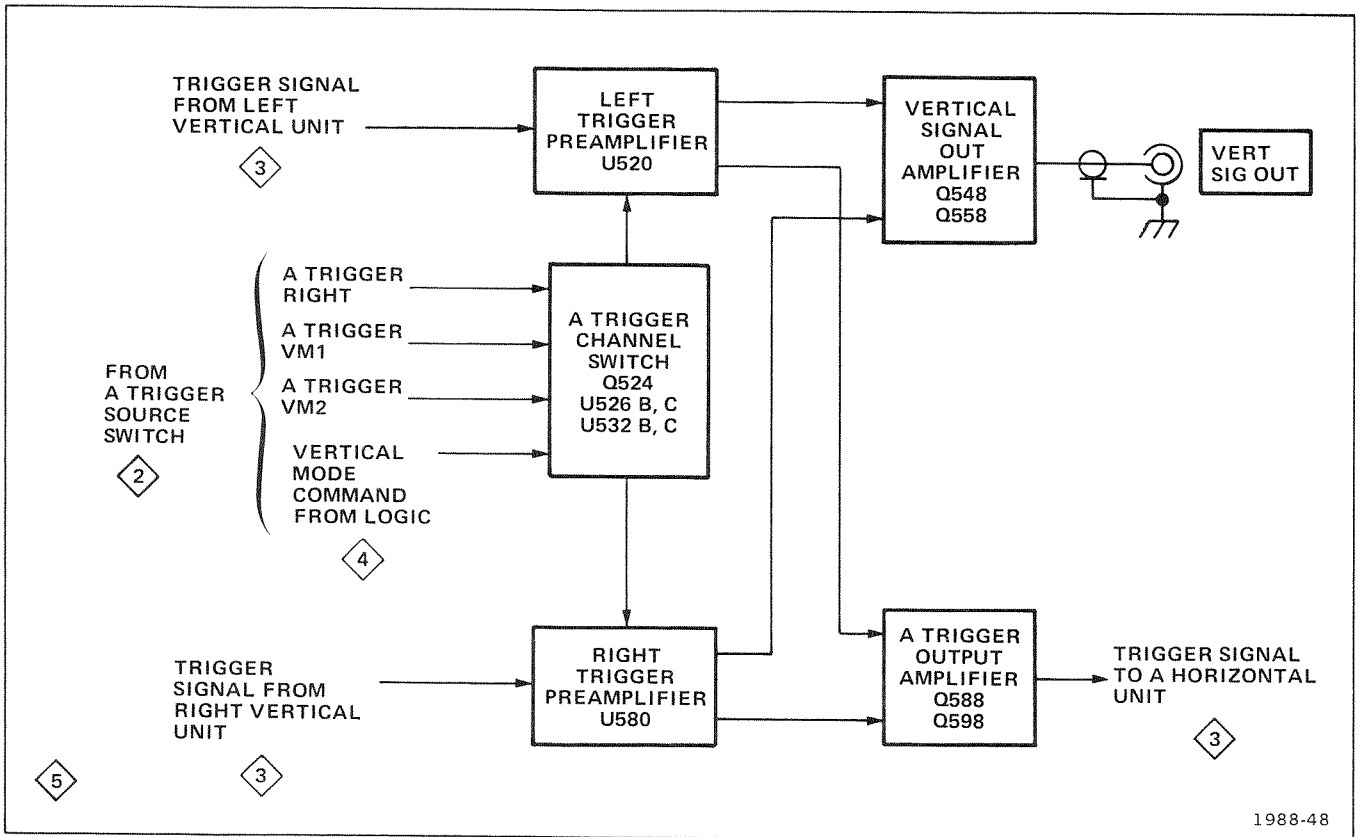 TRIGGER SIGNAL
FROM LEFT
VERTICAL UNIT
3
LEFT
TRIGGER
PREAMPLIFIER
U520
VERTICAL
SIGNAL
OUT
AMPLIFIER
Q548
Q558
VERT
SIG OUT
FROM
A TRIGGER
SOURCE
SWITCH
2
A TRIGGER
RIGHT
A TRIGGER
VM1
A TRIGGER
VM2
VERTICAL
MODE
COMMAND
FROM LOGIC
4
A TRIGGER
CHANNEL
SWITCH
Q524
U526 B, C
U532 B, C
TRIGGER
SIGNAL FROM
RIGHT VERTICAL
UNIT
3
RIGHT
TRIGGER
PREAMPLIFIER
U580
A TRIGGER
OUTPUT
AMPLIFIER
Q588
Q598
TRIGGER SIGNAL
TO A HORIZONTAL
UNIT
3
5
1988-48